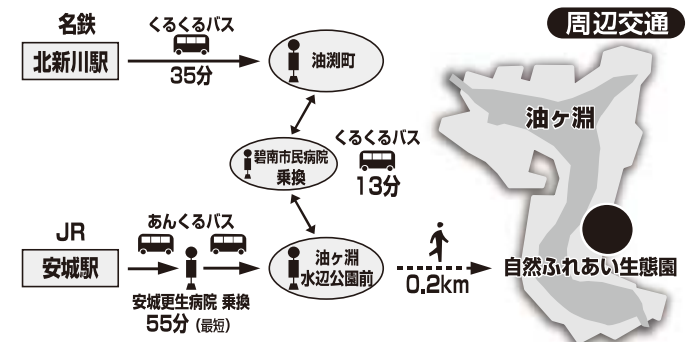 周辺交通
名鉄
北新川駅
くるくるバス
35分
油渕町
碧南市民病院
乗換
くるくるバス
13分
JR
安城駅
あんくるバス
安城更生病院 乗換
55分(最短)
油ヶ淵
水辺公園前
0.2km
油ヶ淵
自然ふれあい生態園